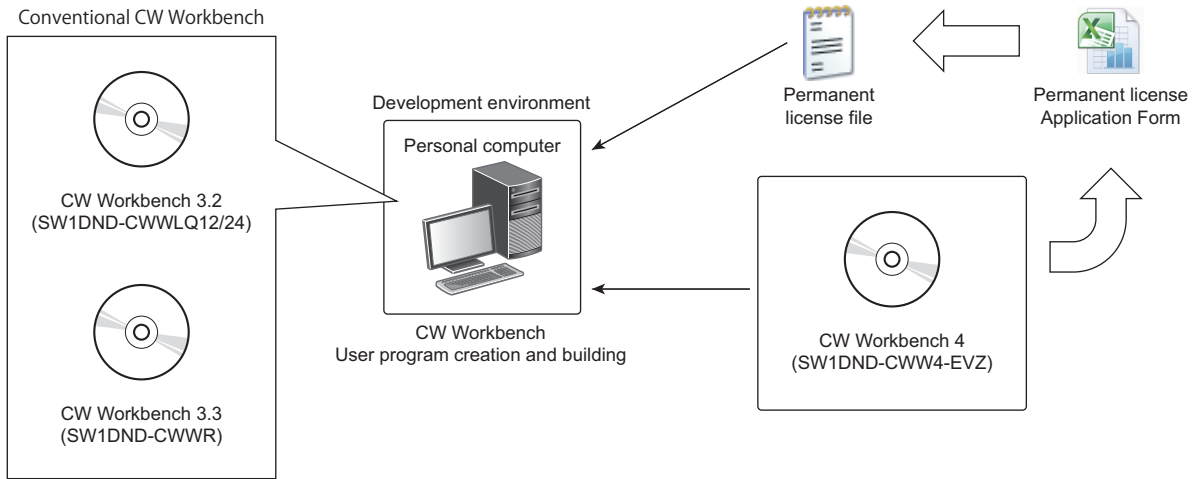 Conventional CW Workbench
CW Workbench 3.2
(SW1DND-CWWLQ12/24)
CW Workbench 3.3
(SW1DND-CWWR)
Development environment
Personal computer
CW Workbench
User program creation and building
Permanent
license file
Permanent license
Application Form
CW Workbench 4
(SW1DND-CWW4-EVZ)